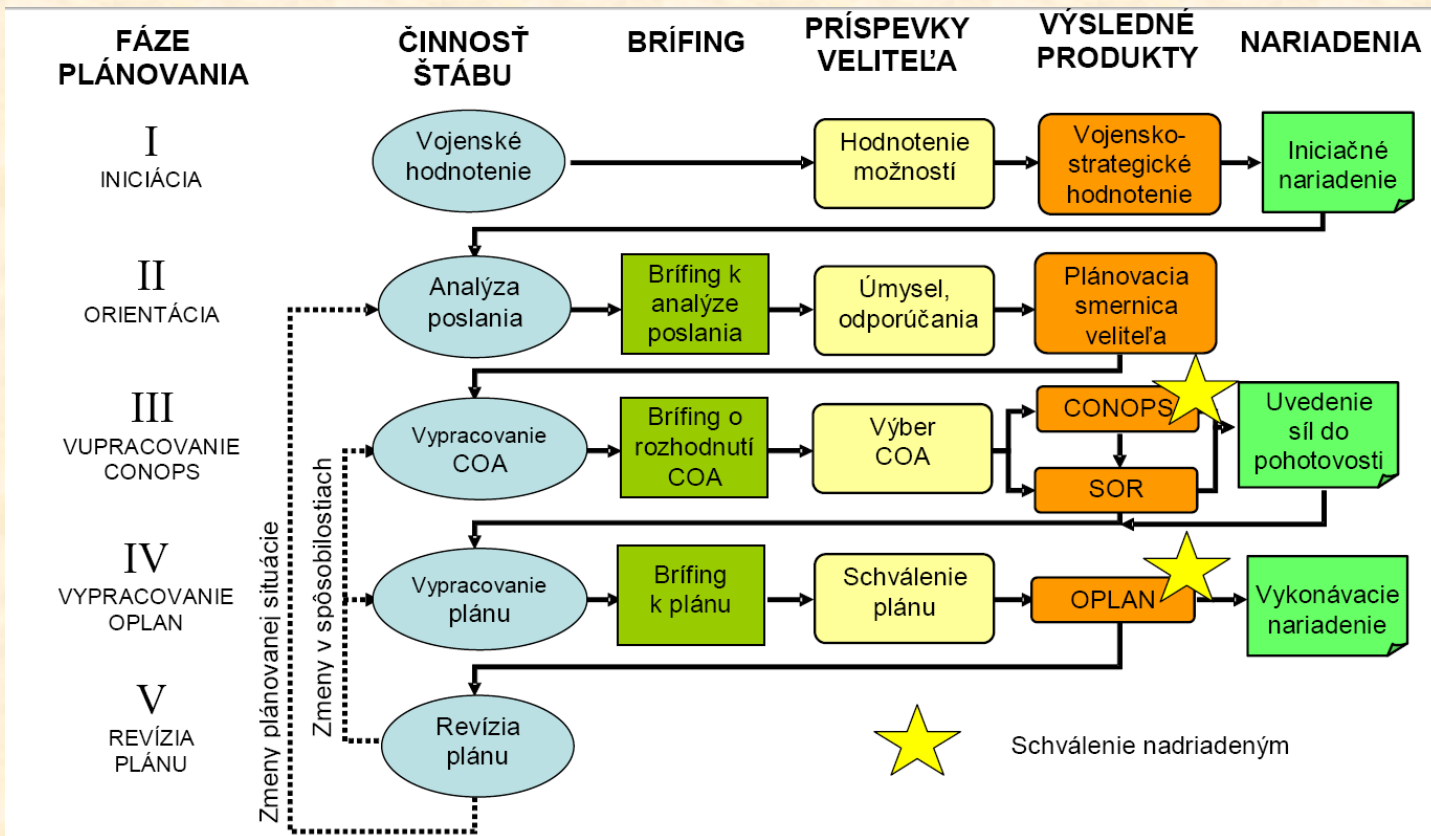 FÁZE
PLÁNOVANIA
ČINNOSŤ
ŠTÁBU
BRÍFING
PRÍSPEVKY
VELITEĽA
VÝSLEDNÉ
PRODUKTY
NARIADENIA
I
INICIÁCIA
Vojenské
hodnotenie
Hodnotenie
možností
Vojensko-
strategické
hodnotenie
Iniciačné
nariadenie
II
ORIENTÁCIA
Analýza
poslania
Brífing k
analýze
poslania
Úmysel,
odporúčania
Plánovacia
smernica
veliteľa
III
VUPRACOVANIE
CONOPS
Vypracovanie
COA
Brífing o
rozhodnutí
COA
Výber
COA
CONOPS
SOR
Uvedenie
síl do
pohotovosti
IV
VYPRACOVANIE
OPLAN
Vypracovanie
plánu
Brífing
k plánu
Schválenie
plánu
OPLAN
Vykonávacie
nariadenie
V
REVÍZIA
PLÁNU
Zmeny plánovanej situácie
Zmeny v spôsobilostiach
Revízia
plánu
Schválenie nadriadeným